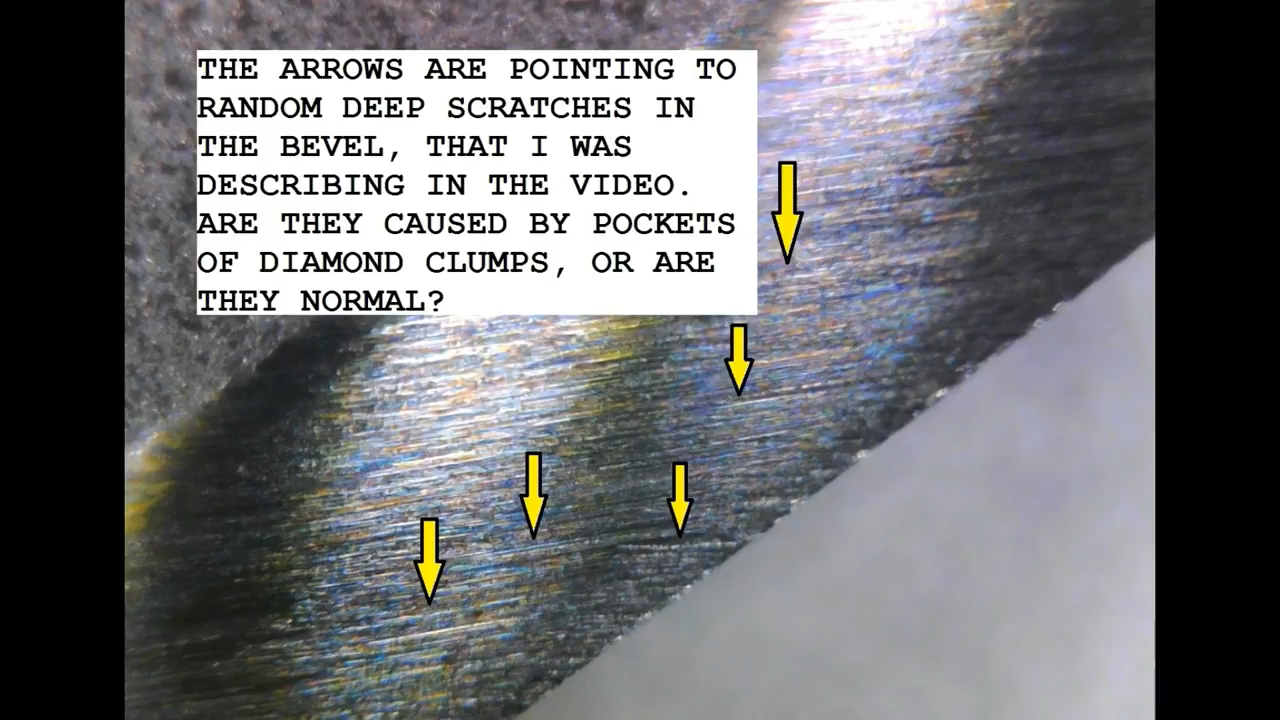 THE ARROWS ARE POINTING TO
RANDOM DEEP SCRATCHES IN
THE BEVEL, THAT I WAS
DESCRIBING IN THE VIDEO.
ARE THEY CAUSED BY POCKETS
OF DIAMOND CLUMPS, OR ARE
THEY NORMAL?